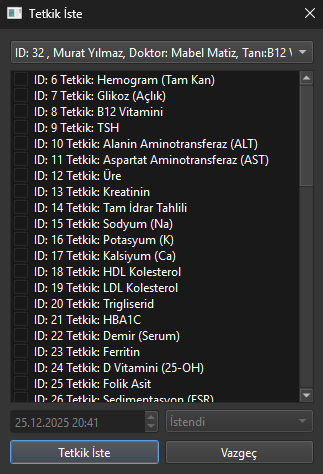 Tetkik İste
ID: 32 , Murat Yılmaz, Doktor: Mabel Matiz, Tanı:B12 V
ID: 6 Tetkik: Hemogram (Tam Kan)
ID: 7 Tetkik: Glikoz (Açlık)
ID: 8 Tetkik: B12 Vitamini
ID: 9 Tetkik: TSH
ID: 10 Tetkik: Alanin Aminotransferaz (ALT)
ID: 11 Tetkik: Aspartat Aminotransferaz (AST)
ID: 12 Tetkik: Üre
ID: 13 Tetkik: Kreatinin
ID: 14 Tetkik: Tam İdrar Tahlili
ID: 15 Tetkik: Sodyum (Na)
ID: 16 Tetkik: Potasyum (K)
ID: 17 Tetkik: Kalsiyum (Ca)
ID: 18 Tetkik: HDL Kolesterol
ID: 19 Tetkik: LDL Kolesterol
ID: 20 Tetkik: Trigliserid
ID: 21 Tetkik: HBA1C
ID: 22 Tetkik: Demir (Serum)
ID: 23 Tetkik: Ferritin
ID: 24 Tetkik: D Vitamini (25-OH)
ID: 25 Tetkik: Folik Asit
ID: 26 Tetkik: Sedimentasyon (ESR)
25.12.2025 20:41
İstendi
Tetkik İste
Vazgeç